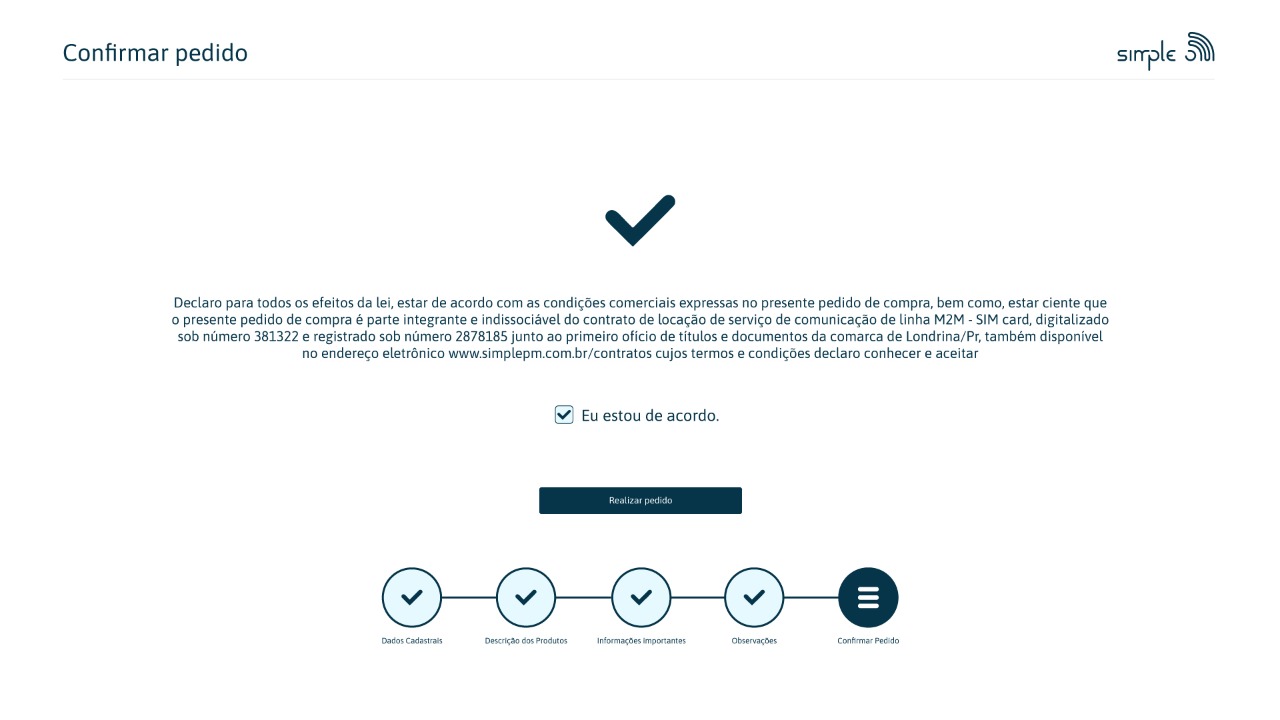 Confirmar pedido
simple
Declaro para todos os efeitos da lei, estar de acordo com as condições comerciais expressas no presente pedido de compra, bem como, estar ciente que
o presente pedido de compra é parte integrante e indissociável do contrato de locação de serviço de comunicação de linha M2M - SIM card, digitalizado
sob número 381322 e registrado sob número 2878185 junto ao primeiro ofício de títulos e documentos da comarca de Londrina/Pr, também disponível
no endereço eletrônico www.simplepm.com.br/contratos cujos termos e condições declaro conhecer e aceitar
Eu estou de acordo.
Realizar pedido
Dados Cadastrais
Descrição dos Produtos
Informações Importantes
Observações
Confirmar Pedido